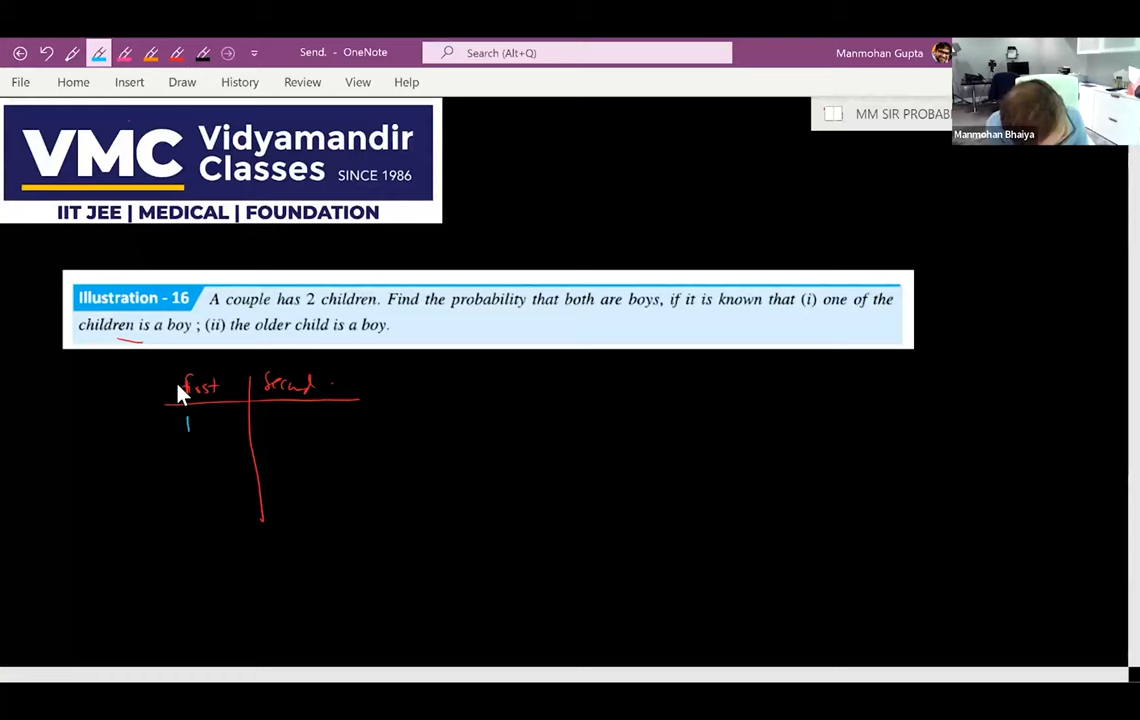 Send. - OneNote
Search (Alt+Q)
Manmohan Gupta
File Home Insert Draw History Review View Help
VMC Vidyamandir Classes SINCE 1986
IIT JEE | MEDICAL | FOUNDATION
MM SIR PROBAB
Manmohan Bhaiya
Illustration - 16 A couple has 2 children. Find the probability that both are boys, if it is known that (i) one of the
children is a boy ; (ii) the older child is a boy.
first second